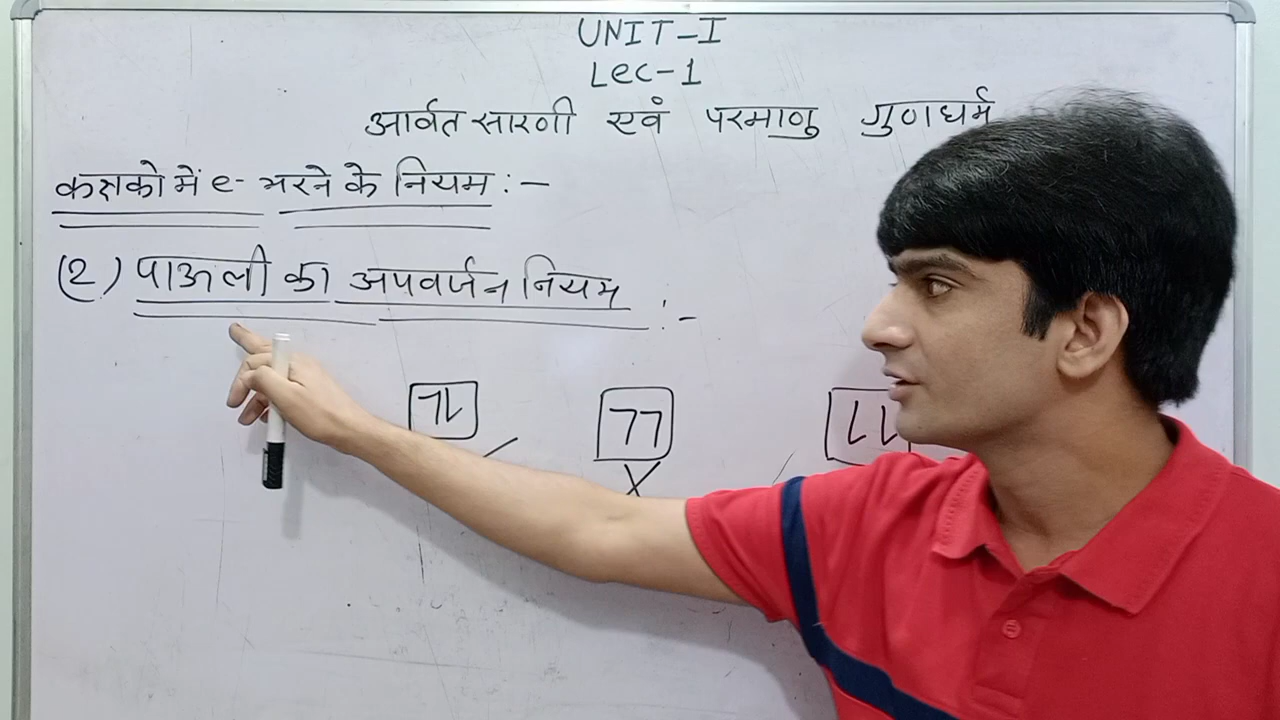 UNIT-I
Lec-1
आर्वत सारणी एवं परमाणु गुणधर्म
कक्षको में e- भरने के नियम :-
(2) पाऊली का अपवर्जन नियम :-